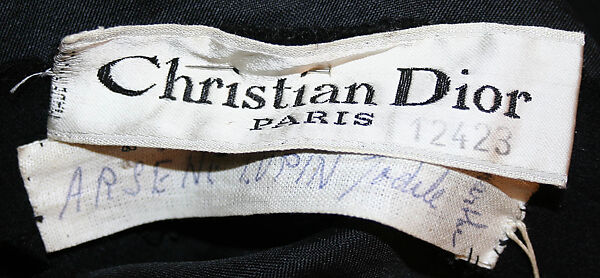 Christian Dior
PARIS 12423
ARSENE LUPIN